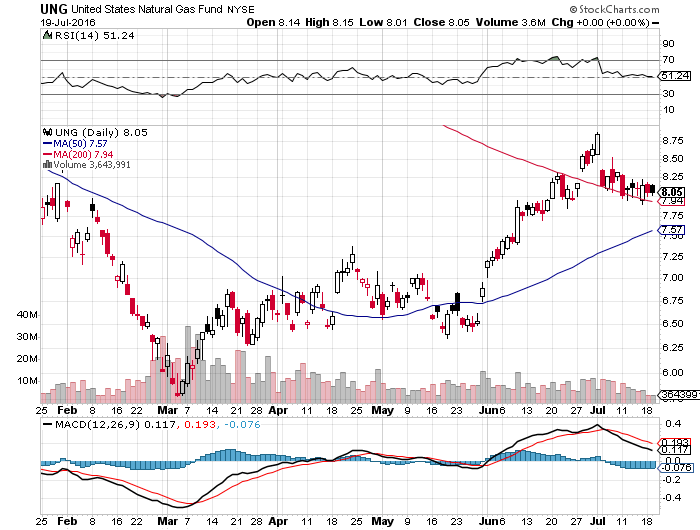 UNG United States Natural Gas Fund NYSE © StockCharts.com
19-Jul-2016 Open 8.14 High 8.15 Low 8.01 Close 8.05 Volume 3.6M Chg +0.00 (+0.00%)
RSI(14) 51.24
90
70
51.24
30
10
UNG (Daily) 8.05
MA(50) 7.57
MA(200) 7.94
Volume 3,643,991
8.75
8.50
8.25
8.05
7.94
7.75
7.57
7.50
7.25
7.00
6.75
40M 6.50
30M 6.25
20M 6.00
10M
3643991
25 Feb 8 16 22 Mar 7 14 21 28 Apr 11 18 25 May 9 16 23 Jun 6 13 20 27 Jul 11 18
MACD(12,26,9) 0.117, 0.193, -0.076
0.4
0.193
0.117
0.0
-0.076
-0.2
-0.4
25 Feb 8 16 22 Mar 7 14 21 28 Apr 11 18 25 May 9 16 23 Jun 6 13 20 27 Jul 11 18